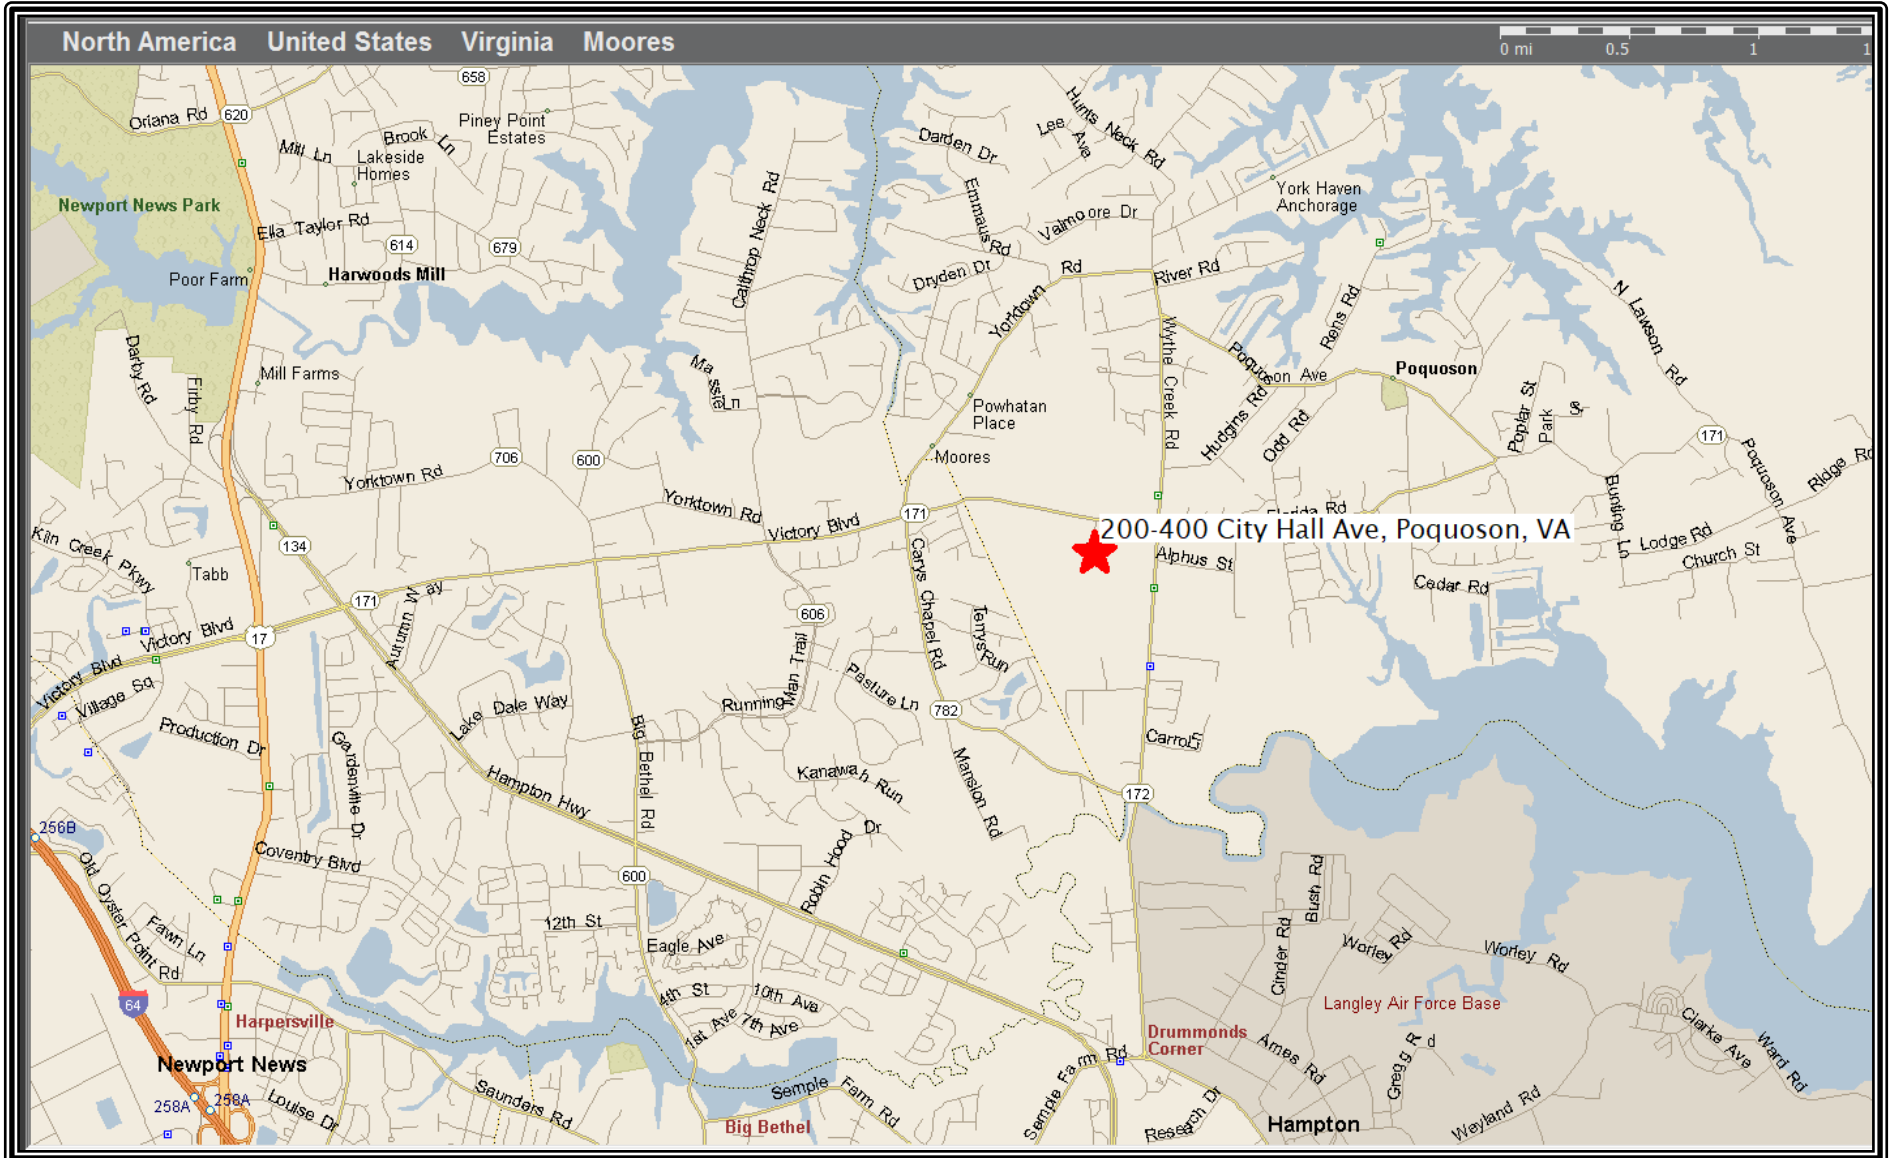 North America United States Virginia Moores
0 mi 0.5 1 1
658
Oriana Rd
620
Piney Point
Estates
Brook Ln
Mill Ln
Lakeside
Homes
Hunts Neck Rd
Lee Ave
Darden Dr
Newport News Park
Ella Taylor Rd
614
679
Calthrop Neck Rd
Emmaus Rd
Valmoore Dr
York Haven
Anchorage
Poor Farm
Harwoods Mill
Dryden Dr
Yorktown Rd
River Rd
N Lawson Rd
Rens Rd
Wythe Creek Rd
Darby Rd
Firby Rd
Mill Farms
Massie Ln
Poquoson Ave
Poquoson
Powhatan
Place
Hudgins Rd
Odd Rd
Poplar St
Park St
171
Moores
706
600
Yorktown Rd
Yorktown Rd
Victory Blvd
171
Poquoson Ave
Ridge Rd
Bunting Ln
Florida Rd
200-400 City Hall Ave, Poquoson, VA
Kiln Creek Pkwy
134
Tabb
Carys Chapel Rd
Alphus St
Lodge Rd
Church St
Cedar Rd
171
Autumn Way
606
Terrys Run
Victory Blvd
17
Victory Blvd
Village Sq
Man Trail
Running
Pasture Ln
782
Lake Dale Way
Production Dr
Gardenville Dr
Big Bethel Rd
Carrol Ln
Kanawah Run
Mansion Rd
Hampton Hwy
172
256B
Old Oyster Point Rd
Coventry Blvd
Robin Hood Dr
600
Bush Rd
12th St
Fawn Ln
Eagle Ave
Cinder Rd
Worley Rd
Worley Rd
64
4th St
10th Ave
7th Ave
1st Ave
Langley Air Force Base
Harpersville
Drummonds
Corner
Ames Rd
Gregg Rd
Clarke Ave
Ward Rd
Newport News
258A
258A
Louise Dr
Saunders Rd
Semple Farm Rd
Semple Farm Rd
Big Bethel
Research Dr
Hampton
Weyland Rd